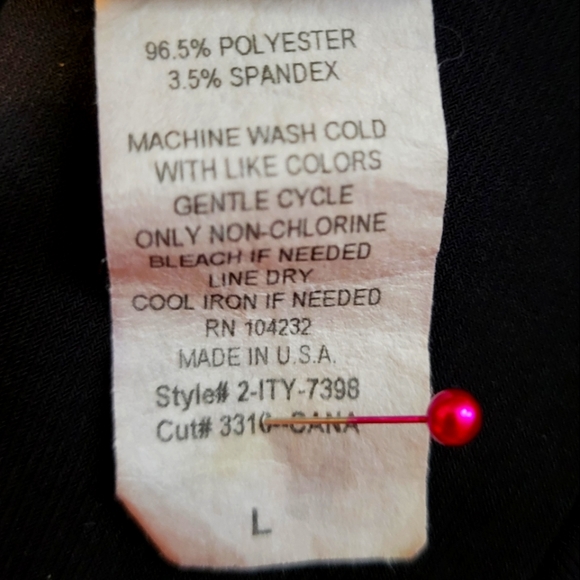 96.5% POLYESTER
3.5% SPANDEX
MACHINE WASH COLD
WITH LIKE COLORS
GENTLE CYCLE
ONLY NON-CHLORINE
BLEACH IF NEEDED
LINE DRY
COOL IRON IF NEEDED
RN 104232
MADE IN U.S.A.
Style# 2-ITY-7398
Cut#
L